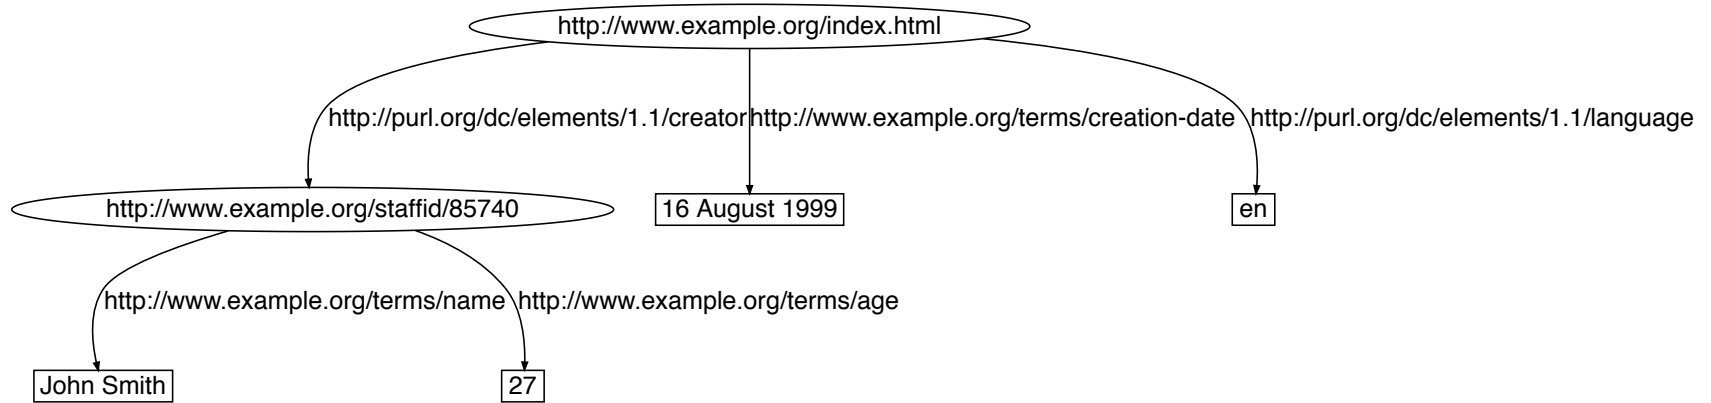 http://www.example.org/index.html
http://purl.org/dc/elements/1.1/creator
http://www.example.org/terms/creation-date
http://purl.org/dc/elements/1.1/language
http://www.example.org/staffid/85740
16 August 1999
en
http://www.example.org/terms/name
http://www.example.org/terms/age
John Smith
27